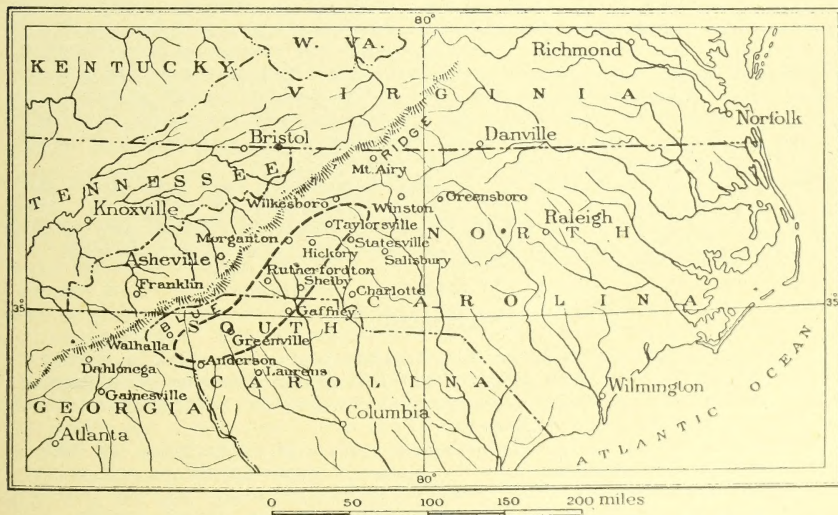 80°
W. VA.
KENTUCKY
Richmond
VIRGINIA
Norfolk
Bristol
Danville
RIDGE
Mt. Airy
TENNESSEE
Wilkesboro
Winston
Greensboro
Knoxville
Taylorsville
Morganton
Statesville
NORTH
Raleigh
Hickory
Salisbury
Asheville
Rutherfordton
Shelby
Franklin
Charlotte
CAROLINA
35°
35°
BLUE
Gaffney
SOUTH
Walhalla
Greenville
Dahlonega
Anderson
Laurens
CAROLINA
Gainesville
Wilmington
GEORGIA
Columbia
Atlanta
ATLANTIC OCEAN
80°
0 50 100 150 200 miles